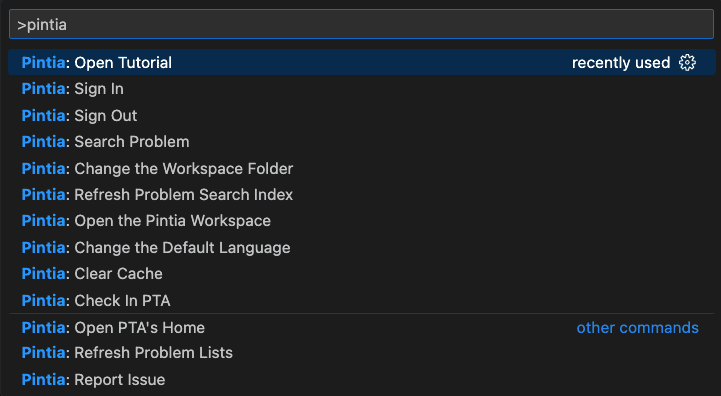 >pintia
Pintia: Open Tutorial recently used
Pintia: Sign In
Pintia: Sign Out
Pintia: Search Problem
Pintia: Change the Workspace Folder
Pintia: Refresh Problem Search Index
Pintia: Open the Pintia Workspace
Pintia: Change the Default Language
Pintia: Clear Cache
Pintia: Check In PTA
Pintia: Open PTA's Home other commands
Pintia: Refresh Problem Lists
Pintia: Report Issue